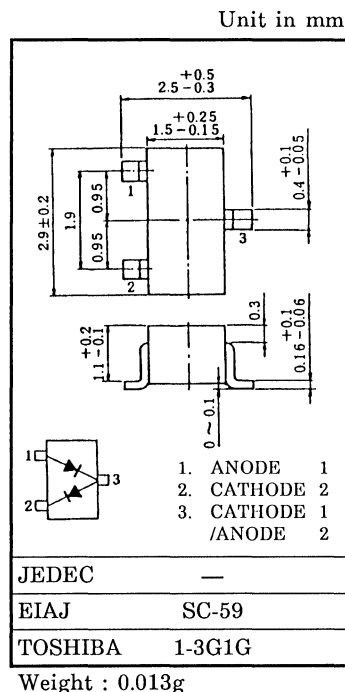 Unit in mm
+0.5
2.5 - 0.3
+0.25
1.5 - 0.15
+0.1
0.4 - 0.05
2.9 ± 0.2
1.9
0.95
0.95
1
2
3
+0.2
1.1 - 0.1
0.3
+0.1
0.16 - 0.06
0 ~ 0.1
1
2
3
1. ANODE 1
2. CATHODE 2
3. CATHODE 1
/ANODE 2
JEDEC —
EIAJ SC-59
TOSHIBA 1-3G1G
Weight : 0.013g